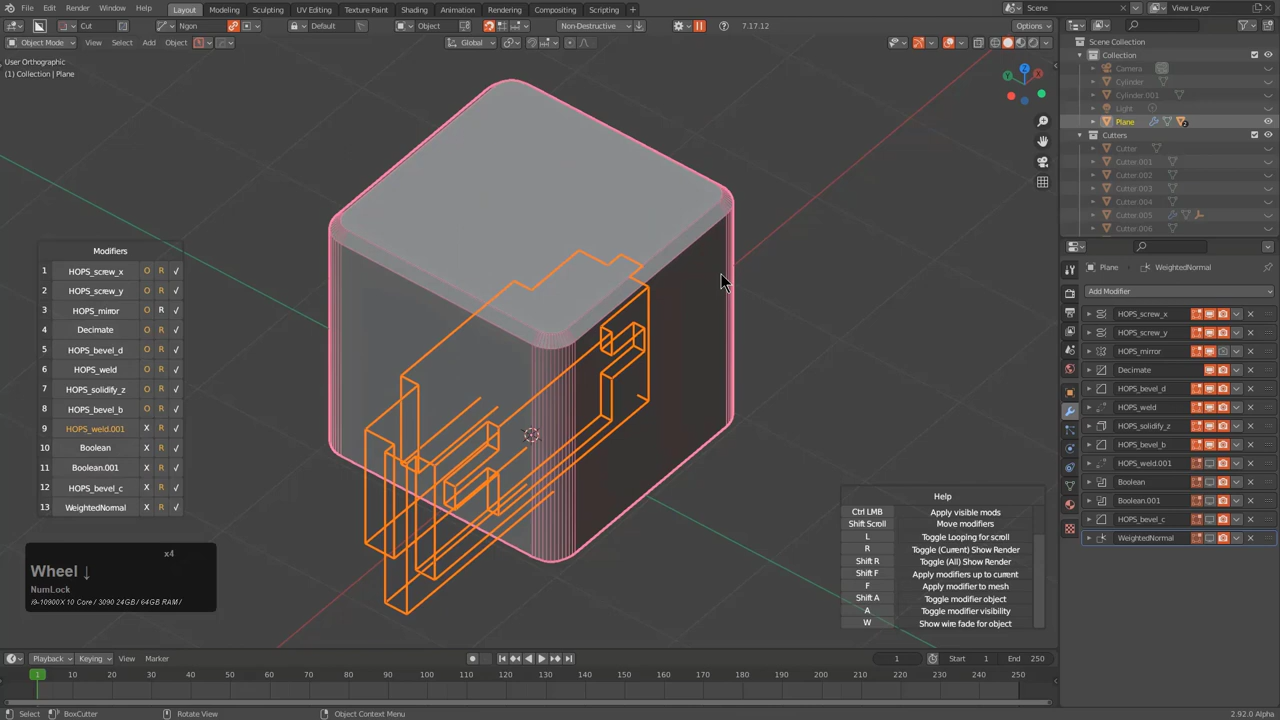 File Edit Render Window Help Layout Modeling Sculpting UV Editing Texture Paint Shading Animation Rendering Compositing Scripting + Scene View Layer
Cut Ngon Default Object Non-Destructive 7.17.12 Options
Object Mode View Select Add Object Global
User Orthographic
(1) Collection | Plane
Scene Collection
Collection
Camera
Cylinder
Cylinder.001
Light
Plane
Cutters
Cutter
Cutter.001
Cutter.002
Cutter.003
Cutter.004
Cutter.005
Cutter.006
Z
X
Y
Plane WeightedNormal
Add Modifier
HOPS_screw_x
HOPS_screw_y
HOPS_mirror
Decimate
HOPS_bevel_d
HOPS_weld
HOPS_solidify_z
HOPS_bevel_b
HOPS_weld.001
Boolean
Boolean.001
HOPS_bevel_c
WeightedNormal
Modifiers
1 HOPS_screw_x O R ✓
2 HOPS_screw_y O R ✓
3 HOPS_mirror O R ✓
4 Decimate O R ✓
5 HOPS_bevel_d O R ✓
6 HOPS_weld O R ✓
7 HOPS_solidify_z O R ✓
8 HOPS_bevel_b O R ✓
9 HOPS_weld.001 X R ✓
10 Boolean X R ✓
11 Boolean.001 X R ✓
12 HOPS_bevel_c X R ✓
13 WeightedNormal X R ✓
x4
Wheel ↓
NumLock
i9-10900X 10 Core / 3090 24GB / 64GB RAM /
Help
Ctrl LMB Apply visible mods
Shift Scroll Move modifiers
L Toggle Looping for scroll
R Toggle (Current) Show Render
Shift R Toggle (All) Show Render
Shift F Apply modifiers up to current
F Apply modifier to mesh
Shift A Toggle modifier object
A Toggle modifier visibility
W Show wire fade for object
Playback Keying View Marker 1 Start 1 End 250
1 10 20 30 40 50 60 70 80 90 100 110 120 130 140 150 160 170 180 190 200 210 220 230 240 250
Select BoxCutter Rotate View Object Context Menu 2.92.0 Alpha